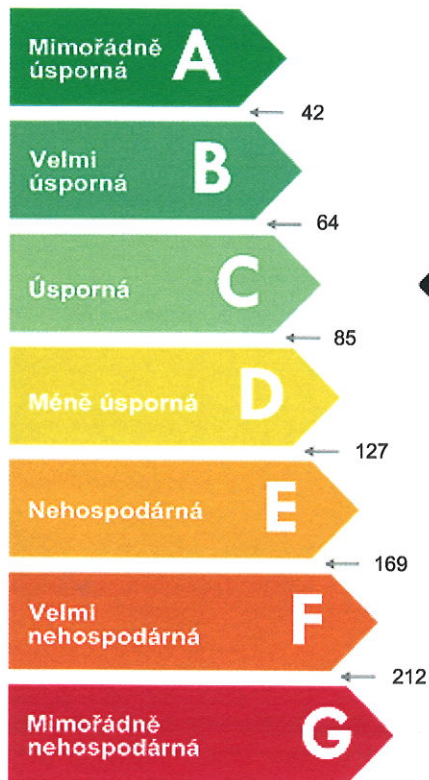 Mimořádně
úsporná A
42
Velmi
úsporná B
64
Úsporná C
85
Méně úsporná D
127
Nehospodárná E
169
Velmi
nehospodárná F
212
Mimořádně
nehospodárná G